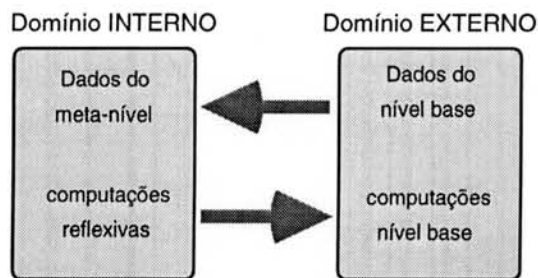 Domínio INTERNO
Dados do
meta-nível
computações
reflexivas
Domínio EXTERNO
Dados do
nível base
computações
nível base